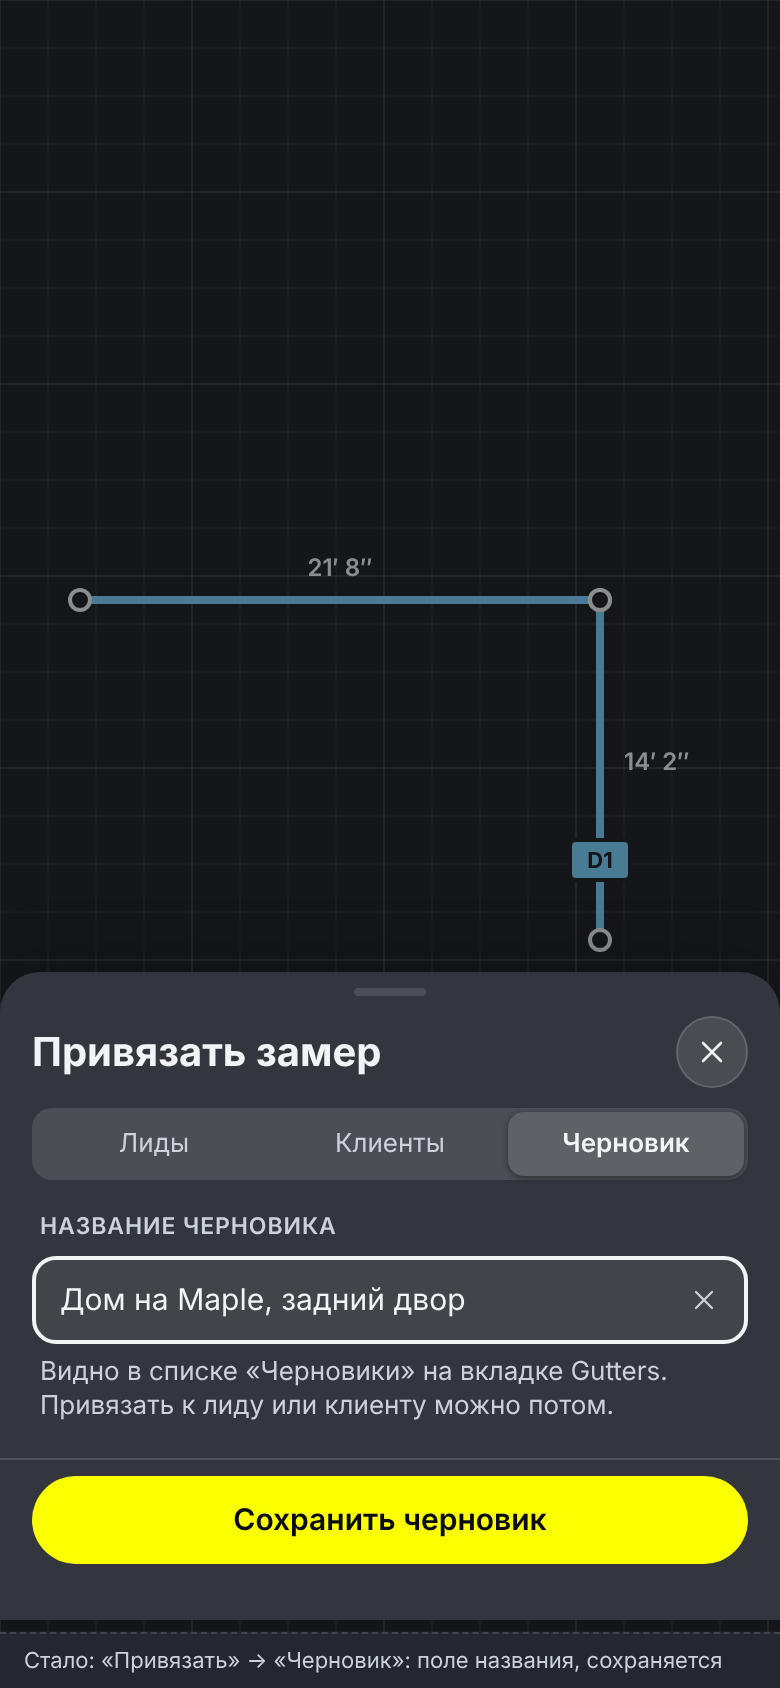 21′ 8″
14′ 2″
D1
Привязать замер
Лиды
Клиенты
Черновик
НАЗВАНИЕ ЧЕРНОВИКА
Дом на Maple, задний двор
Видно в списке «Черновики» на вкладке Gutters.
Привязать к лиду или клиенту можно потом.
Сохранить черновик
Стало: «Привязать» → «Черновик»: поле названия, сохраняется